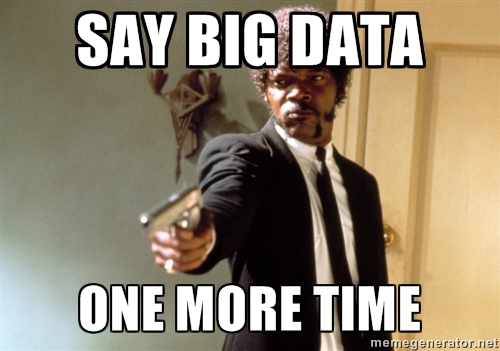 SAY BIG DATA
ONE MORE TIME
memegenerator.net